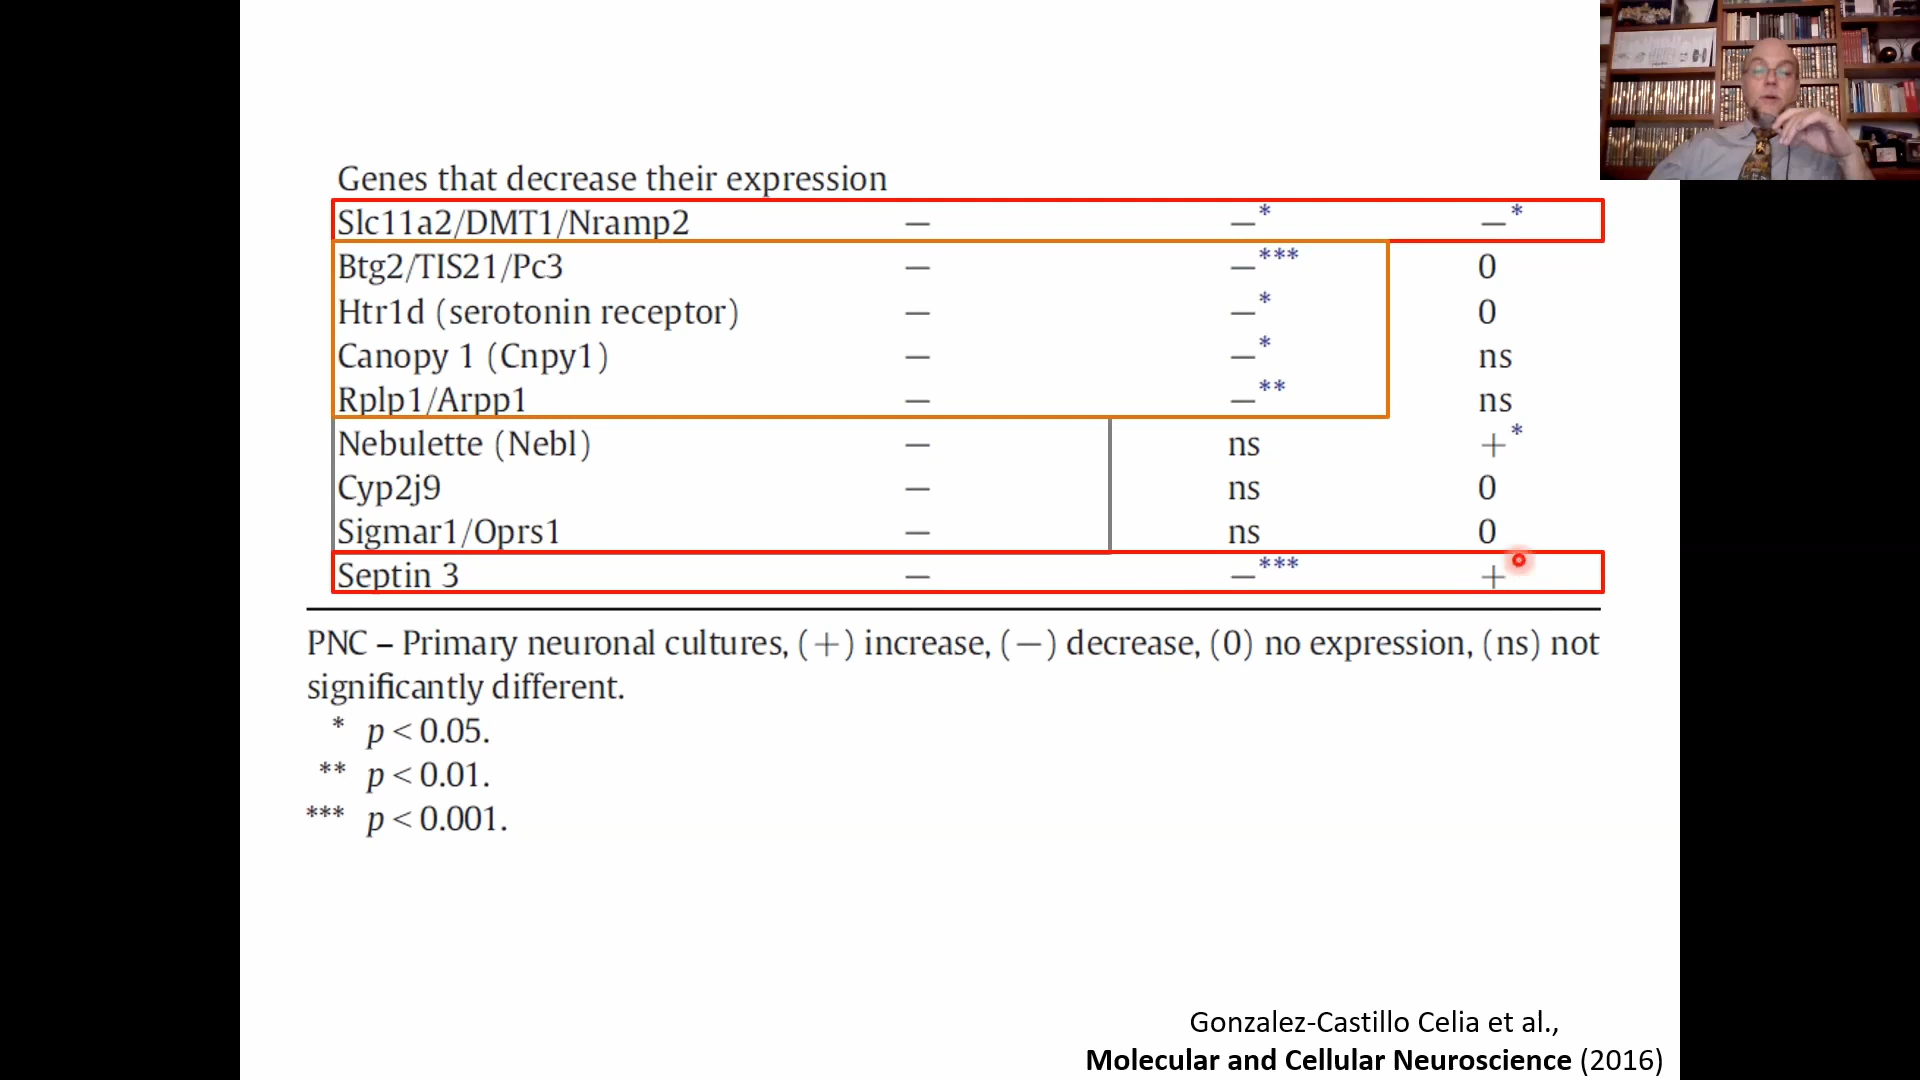 Genes that decrease their expression
Slc11a2/DMT1/Nramp2 − −* −*
Btg2/TIS21/Pc3 − −*** 0
Htr1d (serotonin receptor) − −* 0
Canopy 1 (Cnpy1) − −* ns
Rplp1/Arpp1 − −** ns
Nebulette (Nebl) − ns +*
Cyp2j9 − ns 0
Sigmar1/Oprs1 − ns 0
Septin 3 − −*** +
PNC – Primary neuronal cultures, (+) increase, (−) decrease, (0) no expression, (ns) not
significantly different.
* p < 0.05.
** p < 0.01.
*** p < 0.001.
Gonzalez-Castillo Celia et al.,
Molecular and Cellular Neuroscience (2016)